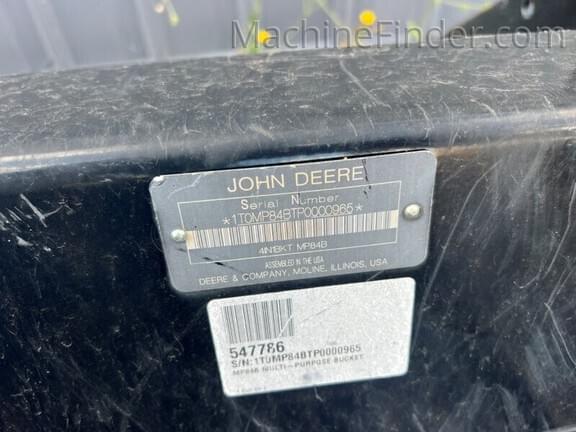 MachineFinder.com
JOHN DEERE
Serial Number
*1T0MP84BTP0000965*
4IN1BKT MP84B
ASSEMBLED IN THE USA
DEERE & COMPANY, MOLINE, ILLINOIS, USA
547786
S/N:1T0MP84BTP0000965
MP84B MULTI-PURPOSE BUCKET